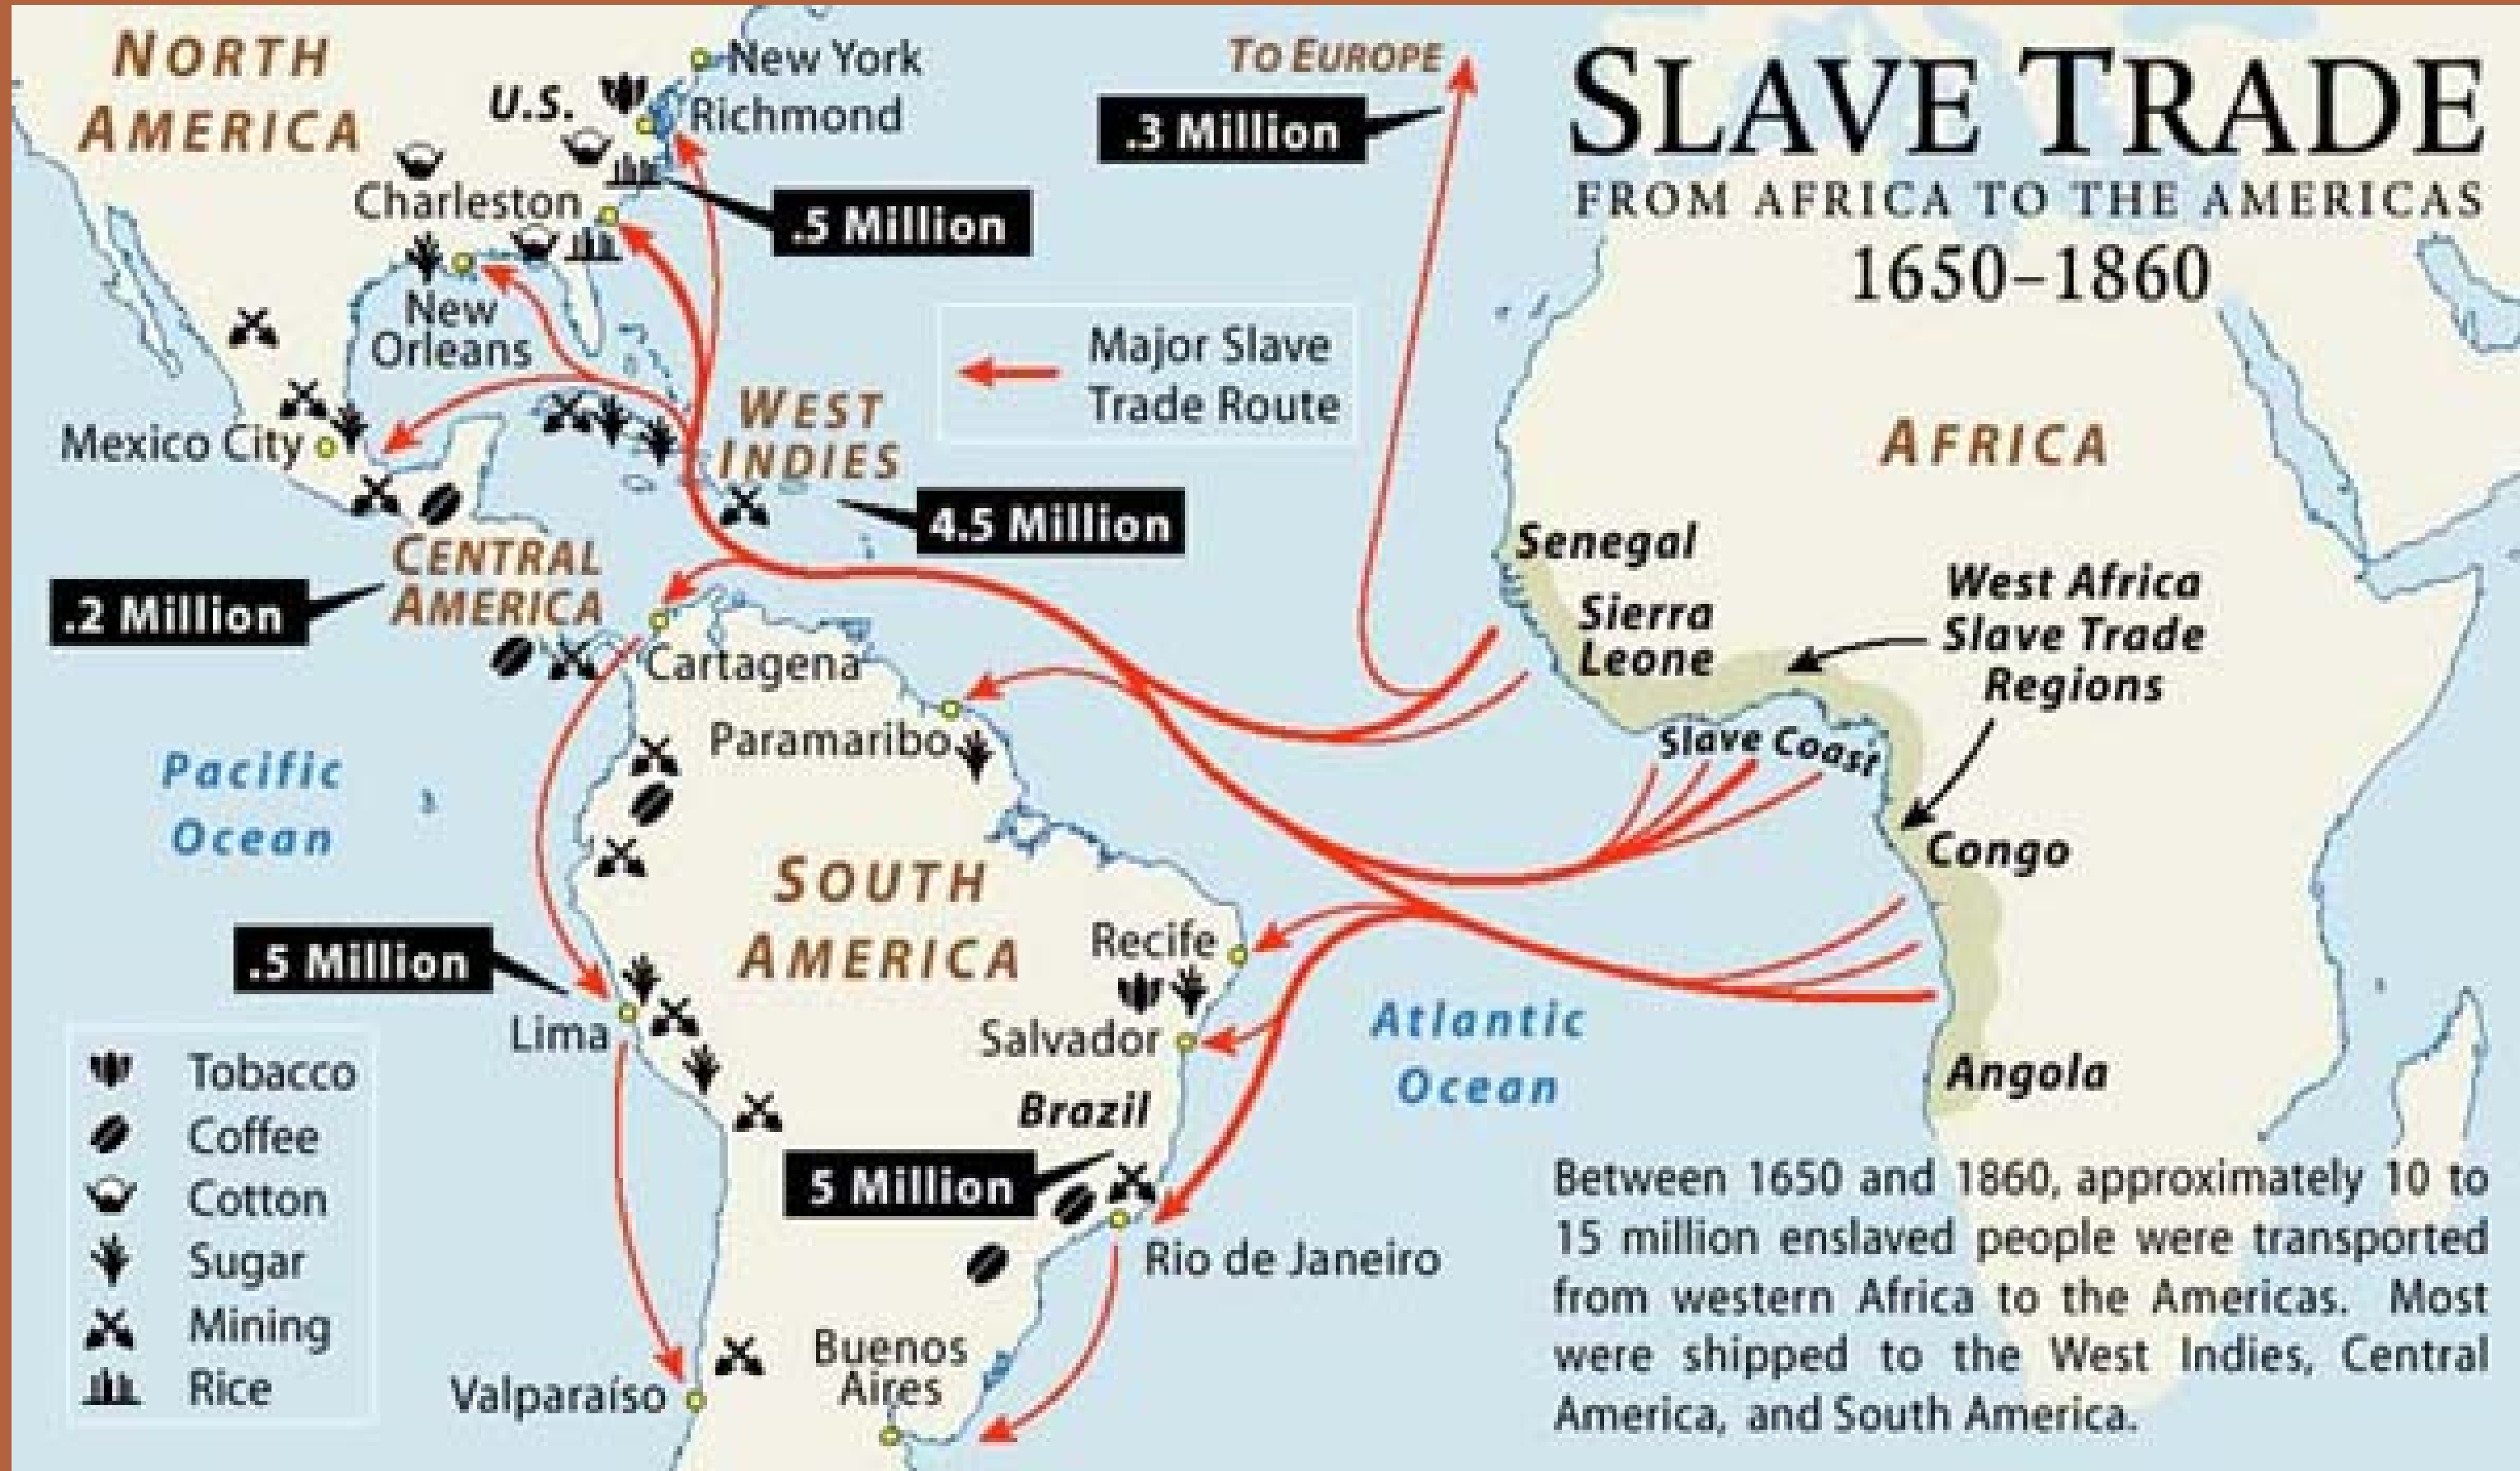 SLAVE TRADE
FROM AFRICA TO THE AMERICAS
1650–1860
NORTH
AMERICA
U.S.
New York
Richmond
Charleston
New
Orleans
Mexico City
TO EUROPE
.3 Million
.5 Million
Major Slave
Trade Route
WEST
INDIES
4.5 Million
CENTRAL
AMERICA
.2 Million
Cartagena
Paramaribo
Pacific
Ocean
SOUTH
AMERICA
.5 Million
Lima
Recife
Salvador
Brazil
5 Million
Rio de Janeiro
Buenos
Aires
Valparaíso
Atlantic
Ocean
AFRICA
Senegal
Sierra
Leone
West Africa
Slave Trade
Regions
Slave Coast
Congo
Angola
Tobacco
Coffee
Cotton
Sugar
Mining
Rice
Between 1650 and 1860, approximately 10 to
15 million enslaved people were transported
from western Africa to the Americas. Most
were shipped to the West Indies, Central
America, and South America.